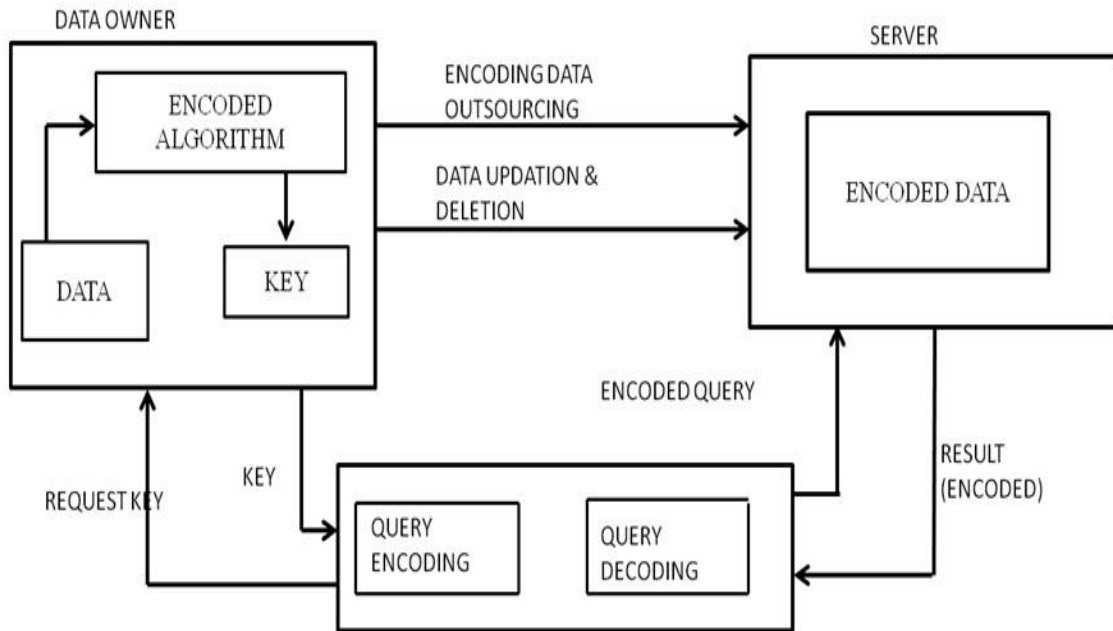 DATA OWNER
SERVER
ENCODED
ALGORITHM
ENCODING DATA
OUTSOURCING
DATA UPDATION &
DELETION
ENCODED DATA
DATA
KEY
ENCODED QUERY
REQUEST KEY
KEY
RESULT
(ENCODED)
QUERY
ENCODING
QUERY
DECODING